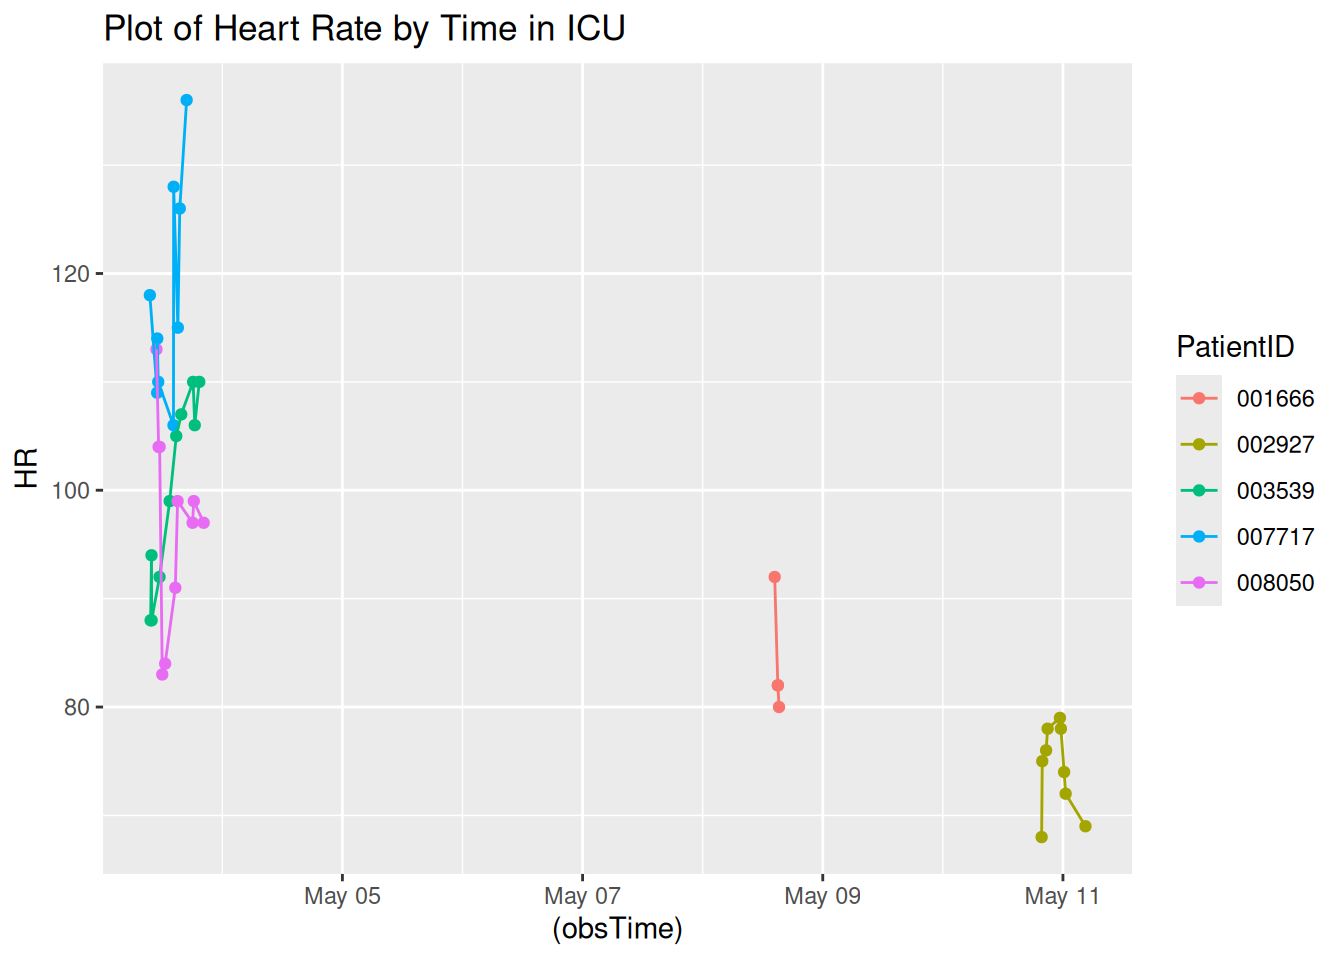 Plot of Heart Rate by Time in ICU
HR
120
100
80
May 05
May 07
May 09
May 11
(obsTime)
PatientID
001666
002927
003539
007717
008050